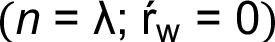 (n = λ; ŕw = 0)